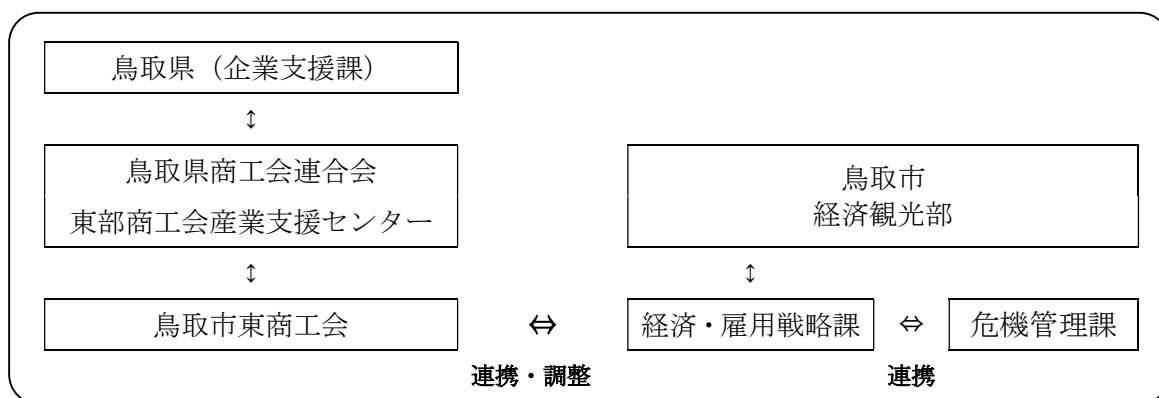 鳥取県(企業支援課)
↕
鳥取県商工会連合会
東部商工会産業支援センター
鳥取市
経済観光部
↕
↕
鳥取市東商工会
⇔
経済・雇用戦略課
⇔
危機管理課
連携・調整
連携